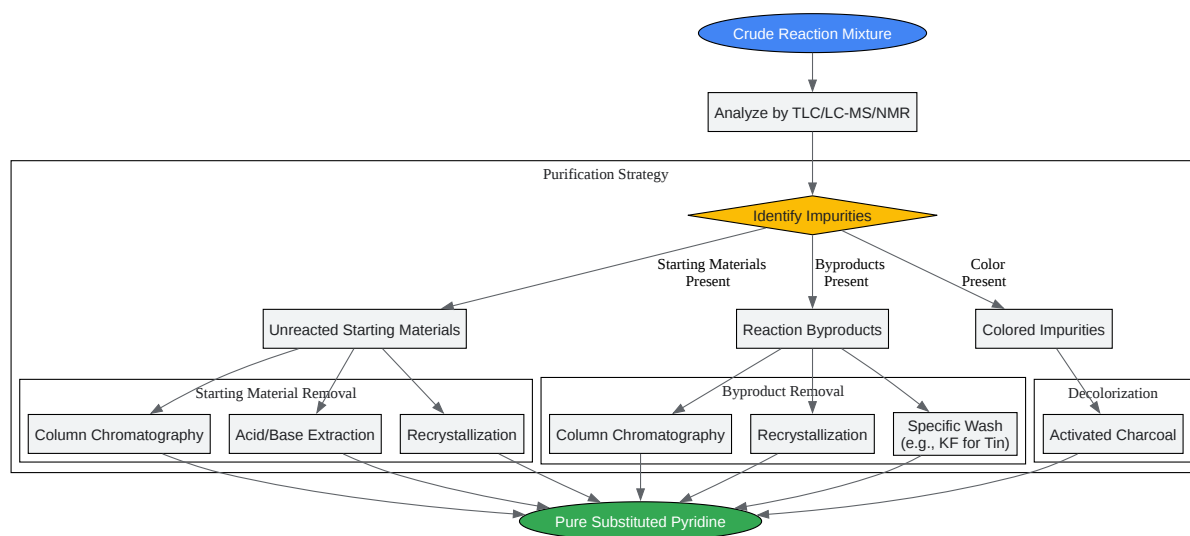 Crude Reaction Mixture
Analyze by TLC/LC-MS/NMR
Purification Strategy
Identify Impurities
Starting Materials
Present
Byproducts
Present
Color
Present
Unreacted Starting Materials
Reaction Byproducts
Colored Impurities
Starting Material Removal
Byproduct Removal
Decolorization
Column Chromatography
Acid/Base Extraction
Recrystallization
Column Chromatography
Recrystallization
Specific Wash
(e.g., KF for Tin)
Activated Charcoal
Pure Substituted Pyridine